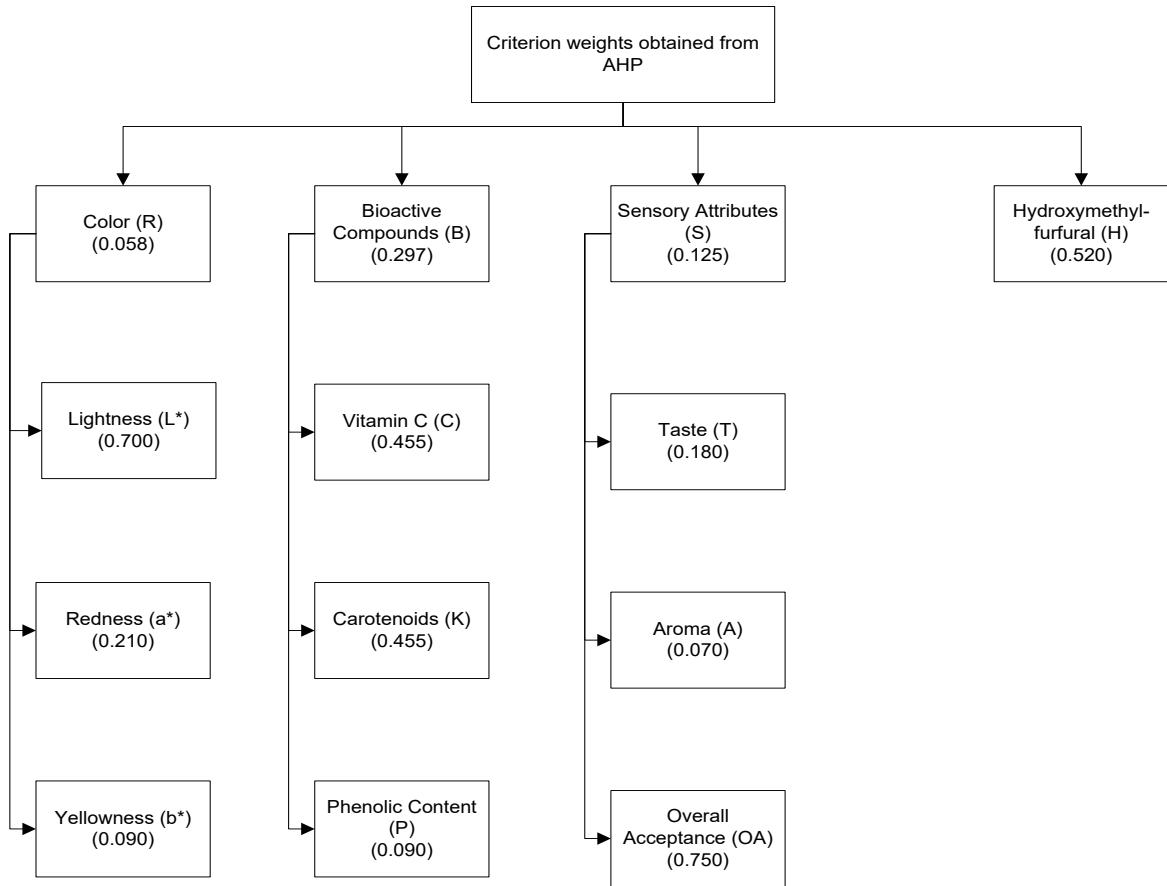 Criterion weights obtained from
AHP
Color (R)
(0.058)
Bioactive
Compounds (B)
(0.297)
Sensory Attributes
(S)
(0.125)
Hydroxymethyl-
furfural (H)
(0.520)
Lightness (L*)
(0.700)
Vitamin C (C)
(0.455)
Taste (T)
(0.180)
Redness (a*)
(0.210)
Carotenoids (K)
(0.455)
Aroma (A)
(0.070)
Yellowness (b*)
(0.090)
Phenolic Content
(P)
(0.090)
Overall
Acceptance (OA)
(0.750)